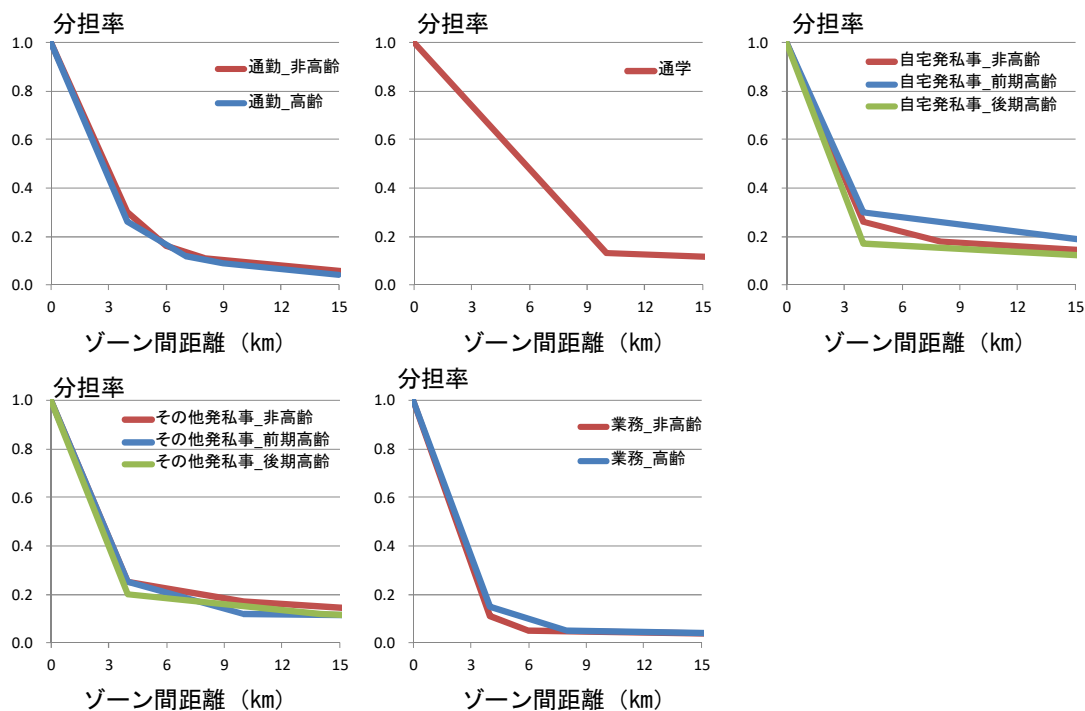 分担率
1.0
0.8
0.6
0.4
0.2
0.0
0 3 6 9 12 15
ゾーン間距離（km）
通勤_非高齢
通勤_高齢
分担率
1.0
0.8
0.6
0.4
0.2
0.0
0 3 6 9 12 15
ゾーン間距離（km）
通学
分担率
1.0
0.8
0.6
0.4
0.2
0.0
0 3 6 9 12 15
ゾーン間距離（km）
自宅発私事_非高齢
自宅発私事_前期高齢
自宅発私事_後期高齢
分担率
1.0
0.8
0.6
0.4
0.2
0.0
0 3 6 9 12 15
ゾーン間距離（km）
その他発私事_非高齢
その他発私事_前期高齢
その他発私事_後期高齢
分担率
1.0
0.8
0.6
0.4
0.2
0.0
0 3 6 9 12 15
ゾーン間距離（km）
業務_非高齢
業務_高齢